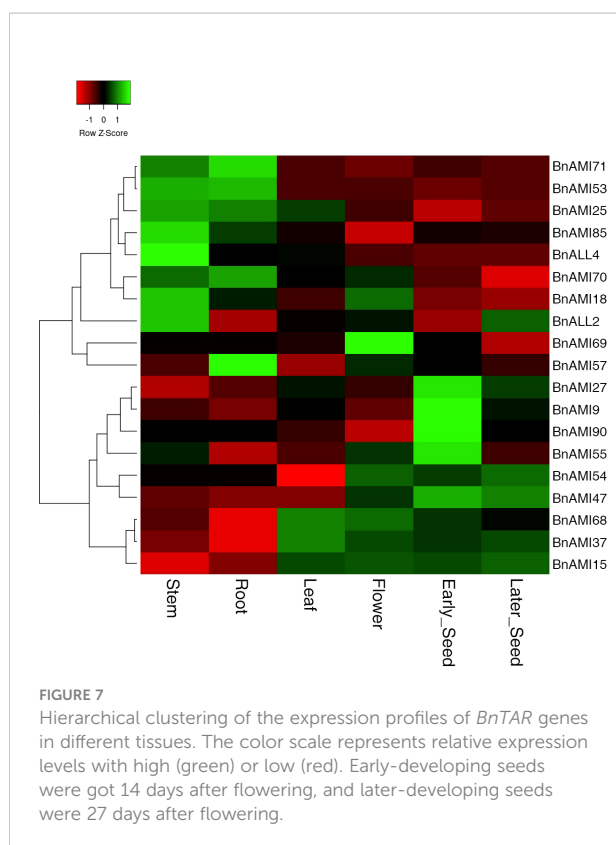 -1 0 1
Row Z-Score
BnAMI71
BnAMI53
BnAMI25
BnAMI85
BnALL4
BnAMI70
BnAMI18
BnALL2
BnAMI69
BnAMI57
BnAMI27
BnAMI9
BnAMI90
BnAMI55
BnAMI54
BnAMI47
BnAMI68
BnAMI37
BnAMI15
Stem
Root
Leaf
Flower
Early_Seed
Later_Seed
FIGURE 7
Hierarchical clustering of the expression profiles of BnTAR genes
in different tissues. The color scale represents relative expression
levels with high (green) or low (red). Early-developing seeds
were got 14 days after flowering, and later-developing seeds
were 27 days after flowering.